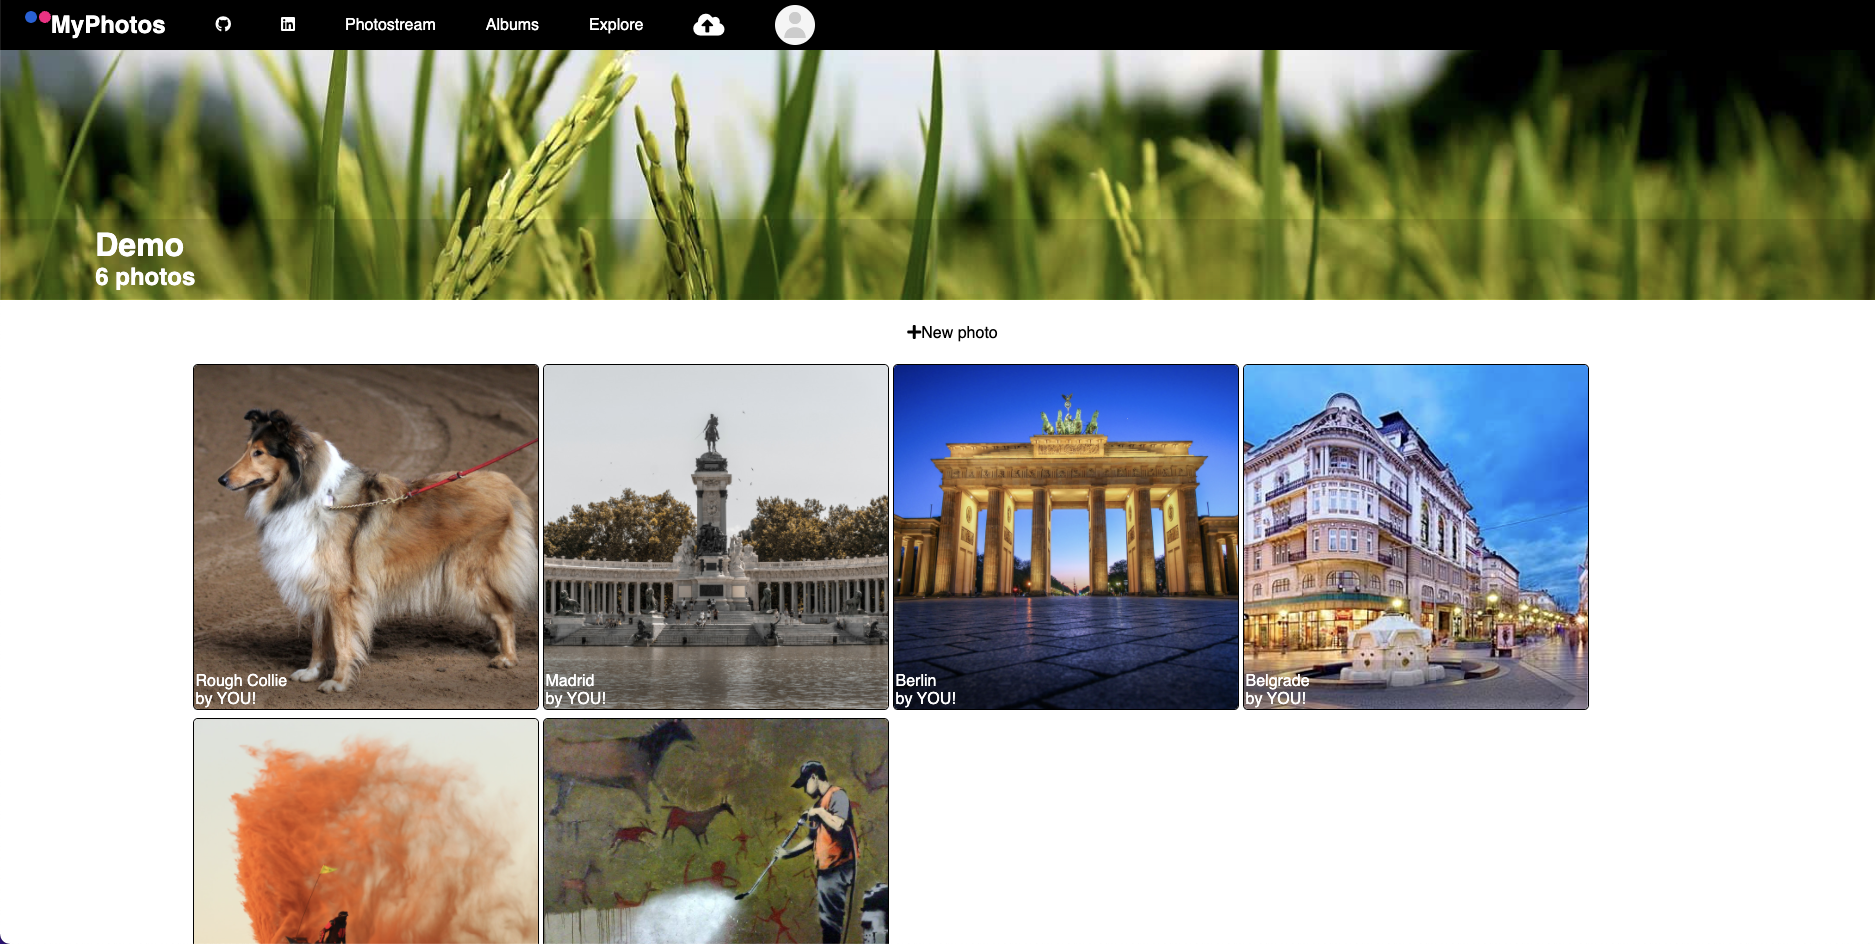 MyPhotos
Photostream
Albums
Explore
Demo
6 photos
New photo
Rough Collie
by YOU!
Madrid
by YOU!
Berlin
by YOU!
Belgrade
by YOU!